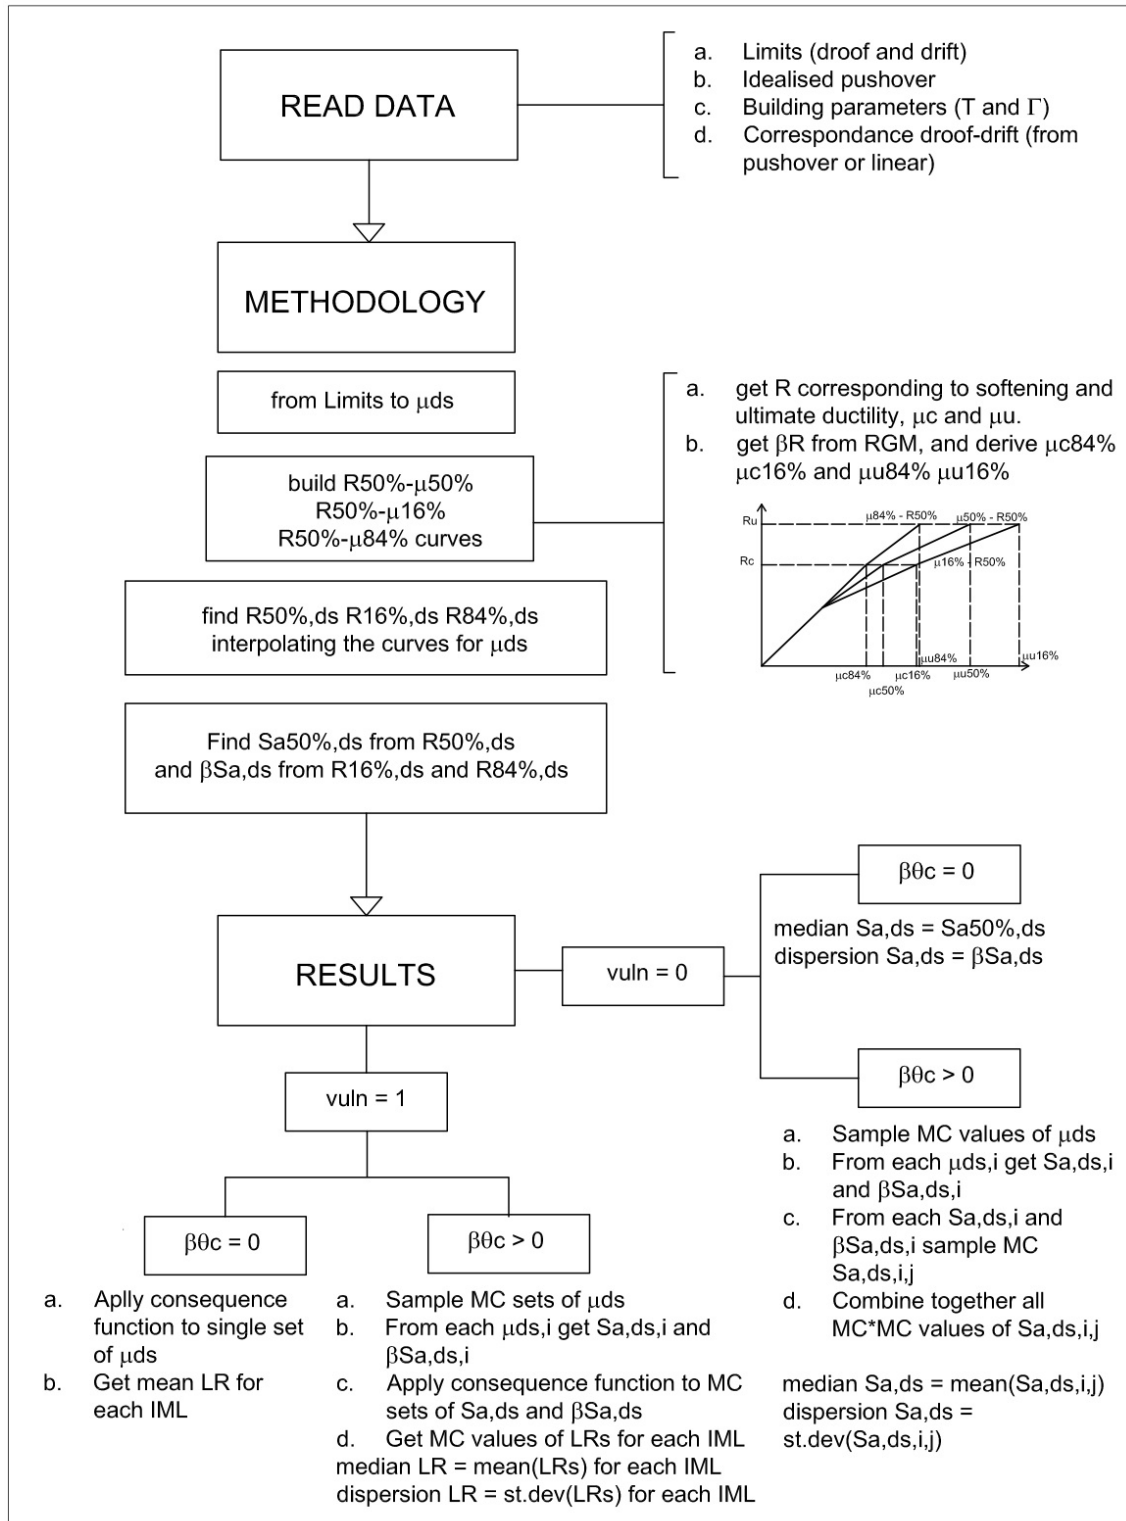 READ DATA
a. Limits (droof and drift)
b. Idealised pushover
c. Building parameters (T and Γ)
d. Correspondance droof-drift (from
pushover or linear)
METHODOLOGY
from Limits to μds
build R50%-μ50%
R50%-μ16%
R50%-μ84% curves
a. get R corresponding to softening and
ultimate ductility, μc and μu.
b. get βR from RGM, and derive μc84%
μc16% and μu84% μu16%
Ru
μ84% - R50%
μ50% - R50%
Rc
μ16% - R50%
μu84%
μu16%
μc84%
μc16%
μu50%
μc50%
find R50%,ds R16%,ds R84%,ds
interpolating the curves for μds
Find Sa50%,ds from R50%,ds
and βSa,ds from R16%,ds and R84%,ds
RESULTS
vuln = 0
βθc = 0
median Sa,ds = Sa50%,ds
dispersion Sa,ds = βSa,ds
βθc > 0
a. Sample MC values of μds
b. From each μds,i get Sa,ds,i
and βSa,ds,i
c. From each Sa,ds,i and
βSa,ds,i sample MC
Sa,ds,i,j
d. Combine together all
MC*MC values of Sa,ds,i,j
median Sa,ds = mean(Sa,ds,i,j)
dispersion Sa,ds =
st.dev(Sa,ds,i,j)
vuln = 1
βθc = 0
a. Aplly consequence
function to single set
of μds
b. Get mean LR for
each IML
βθc > 0
a. Sample MC sets of μds
b. From each μds,i get Sa,ds,i and
βSa,ds,i
c. Apply consequence function to MC
sets of Sa,ds and βSa,ds
d. Get MC values of LRs for each IML
median LR = mean(LRs) for each IML
dispersion LR = st.dev(LRs) for each IML